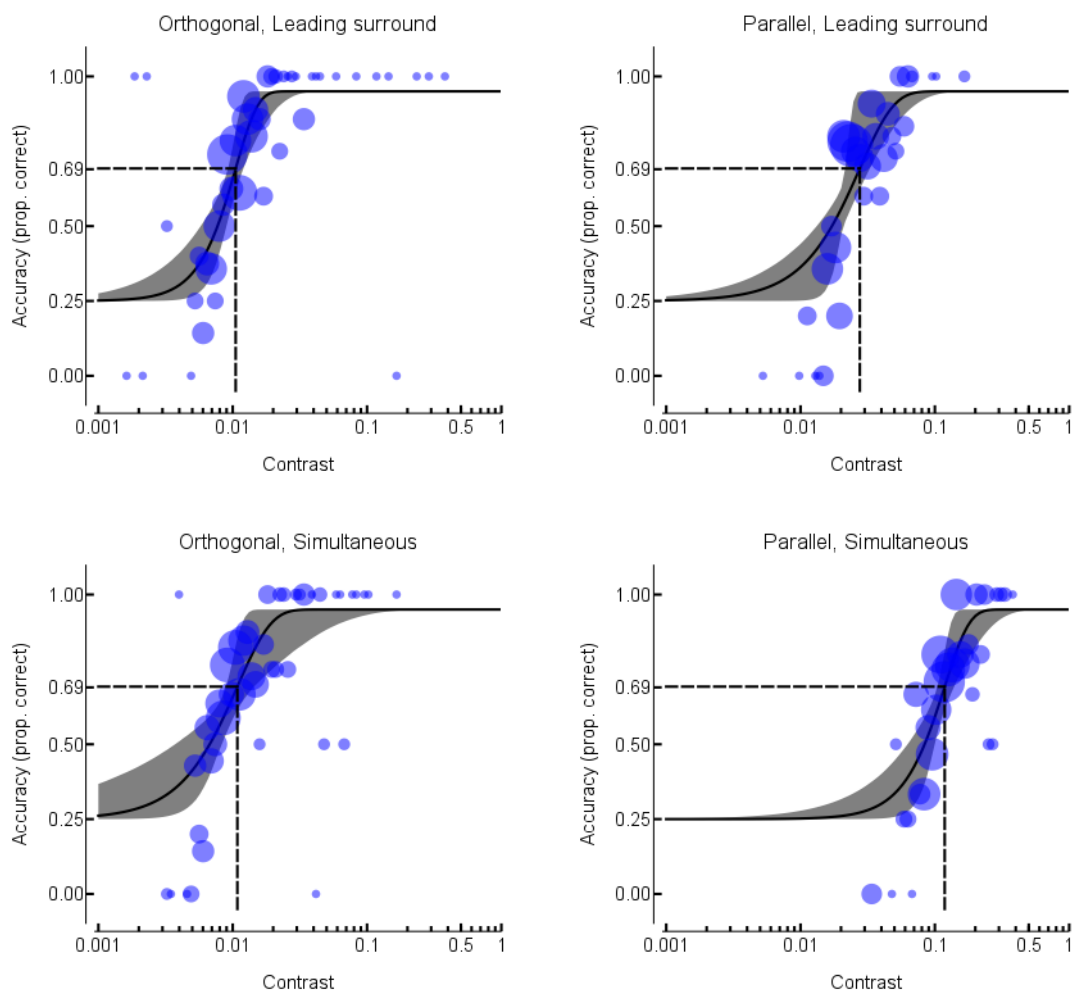 Orthogonal, Leading surround
Accuracy (prop. correct)
1.00
0.69
0.50
0.25
0.00
0.001 0.01 0.1 0.5 1
Contrast
Parallel, Leading surround
Accuracy (prop. correct)
1.00
0.69
0.50
0.25
0.00
0.001 0.01 0.1 0.5 1
Contrast
Orthogonal, Simultaneous
Accuracy (prop. correct)
1.00
0.69
0.50
0.25
0.00
0.001 0.01 0.1 0.5 1
Contrast
Parallel, Simultaneous
Accuracy (prop. correct)
1.00
0.69
0.50
0.25
0.00
0.001 0.01 0.1 0.5 1
Contrast